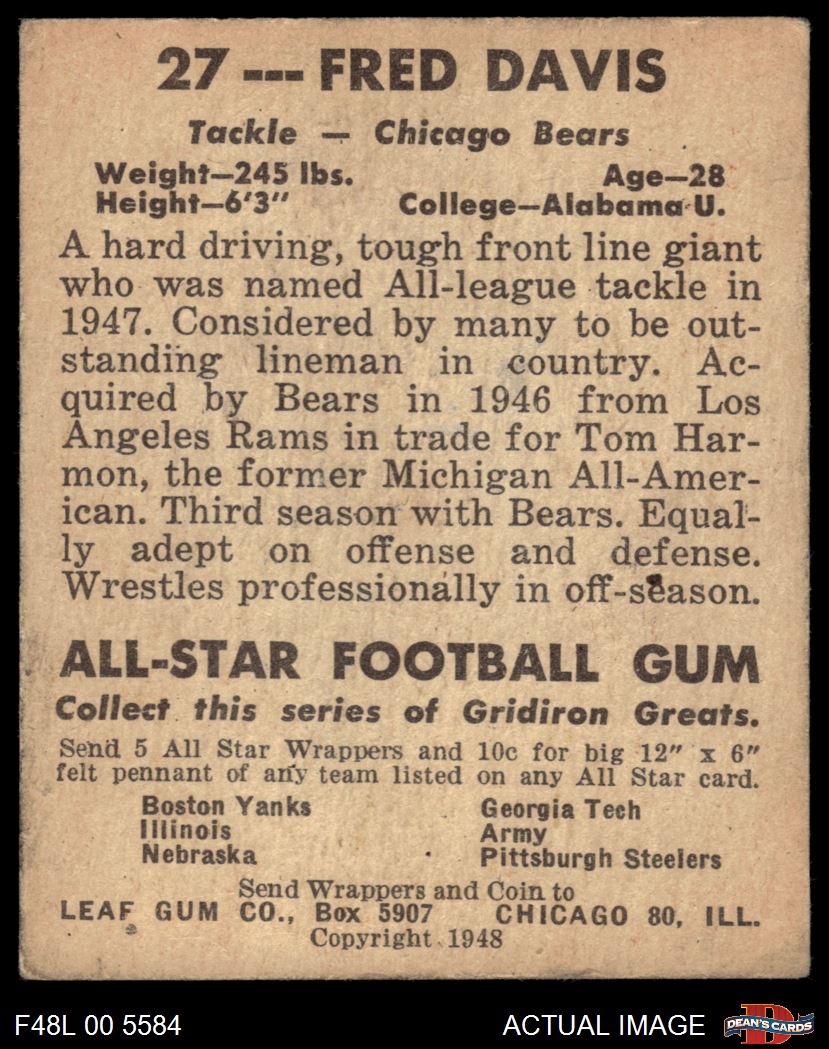 27 --- FRED DAVIS
Tackle — Chicago Bears
Weight—245 lbs. Age—28
Height—6'3" College—Alabama U.
A hard driving, tough front line giant
who was named All-league tackle in
1947. Considered by many to be out-
standing lineman in country. Ac-
quired by Bears in 1946 from Los
Angeles Rams in trade for Tom Har-
mon, the former Michigan All-Amer-
ican. Third season with Bears. Equal-
ly adept on offense and defense.
Wrestles professionally in off-season.
ALL-STAR FOOTBALL GUM
Collect this series of Gridiron Greats.
Send 5 All Star Wrappers and 10c for big 12" x 6"
felt pennant of any team listed on any All Star card.
Boston Yanks Georgia Tech
Illinois Army
Nebraska Pittsburgh Steelers
Send Wrappers and Coin to
LEAF GUM CO., Box 5907 CHICAGO 80, ILL.
Copyright 1948
F48L 00 5584 ACTUAL IMAGE DEAN'S CARDS